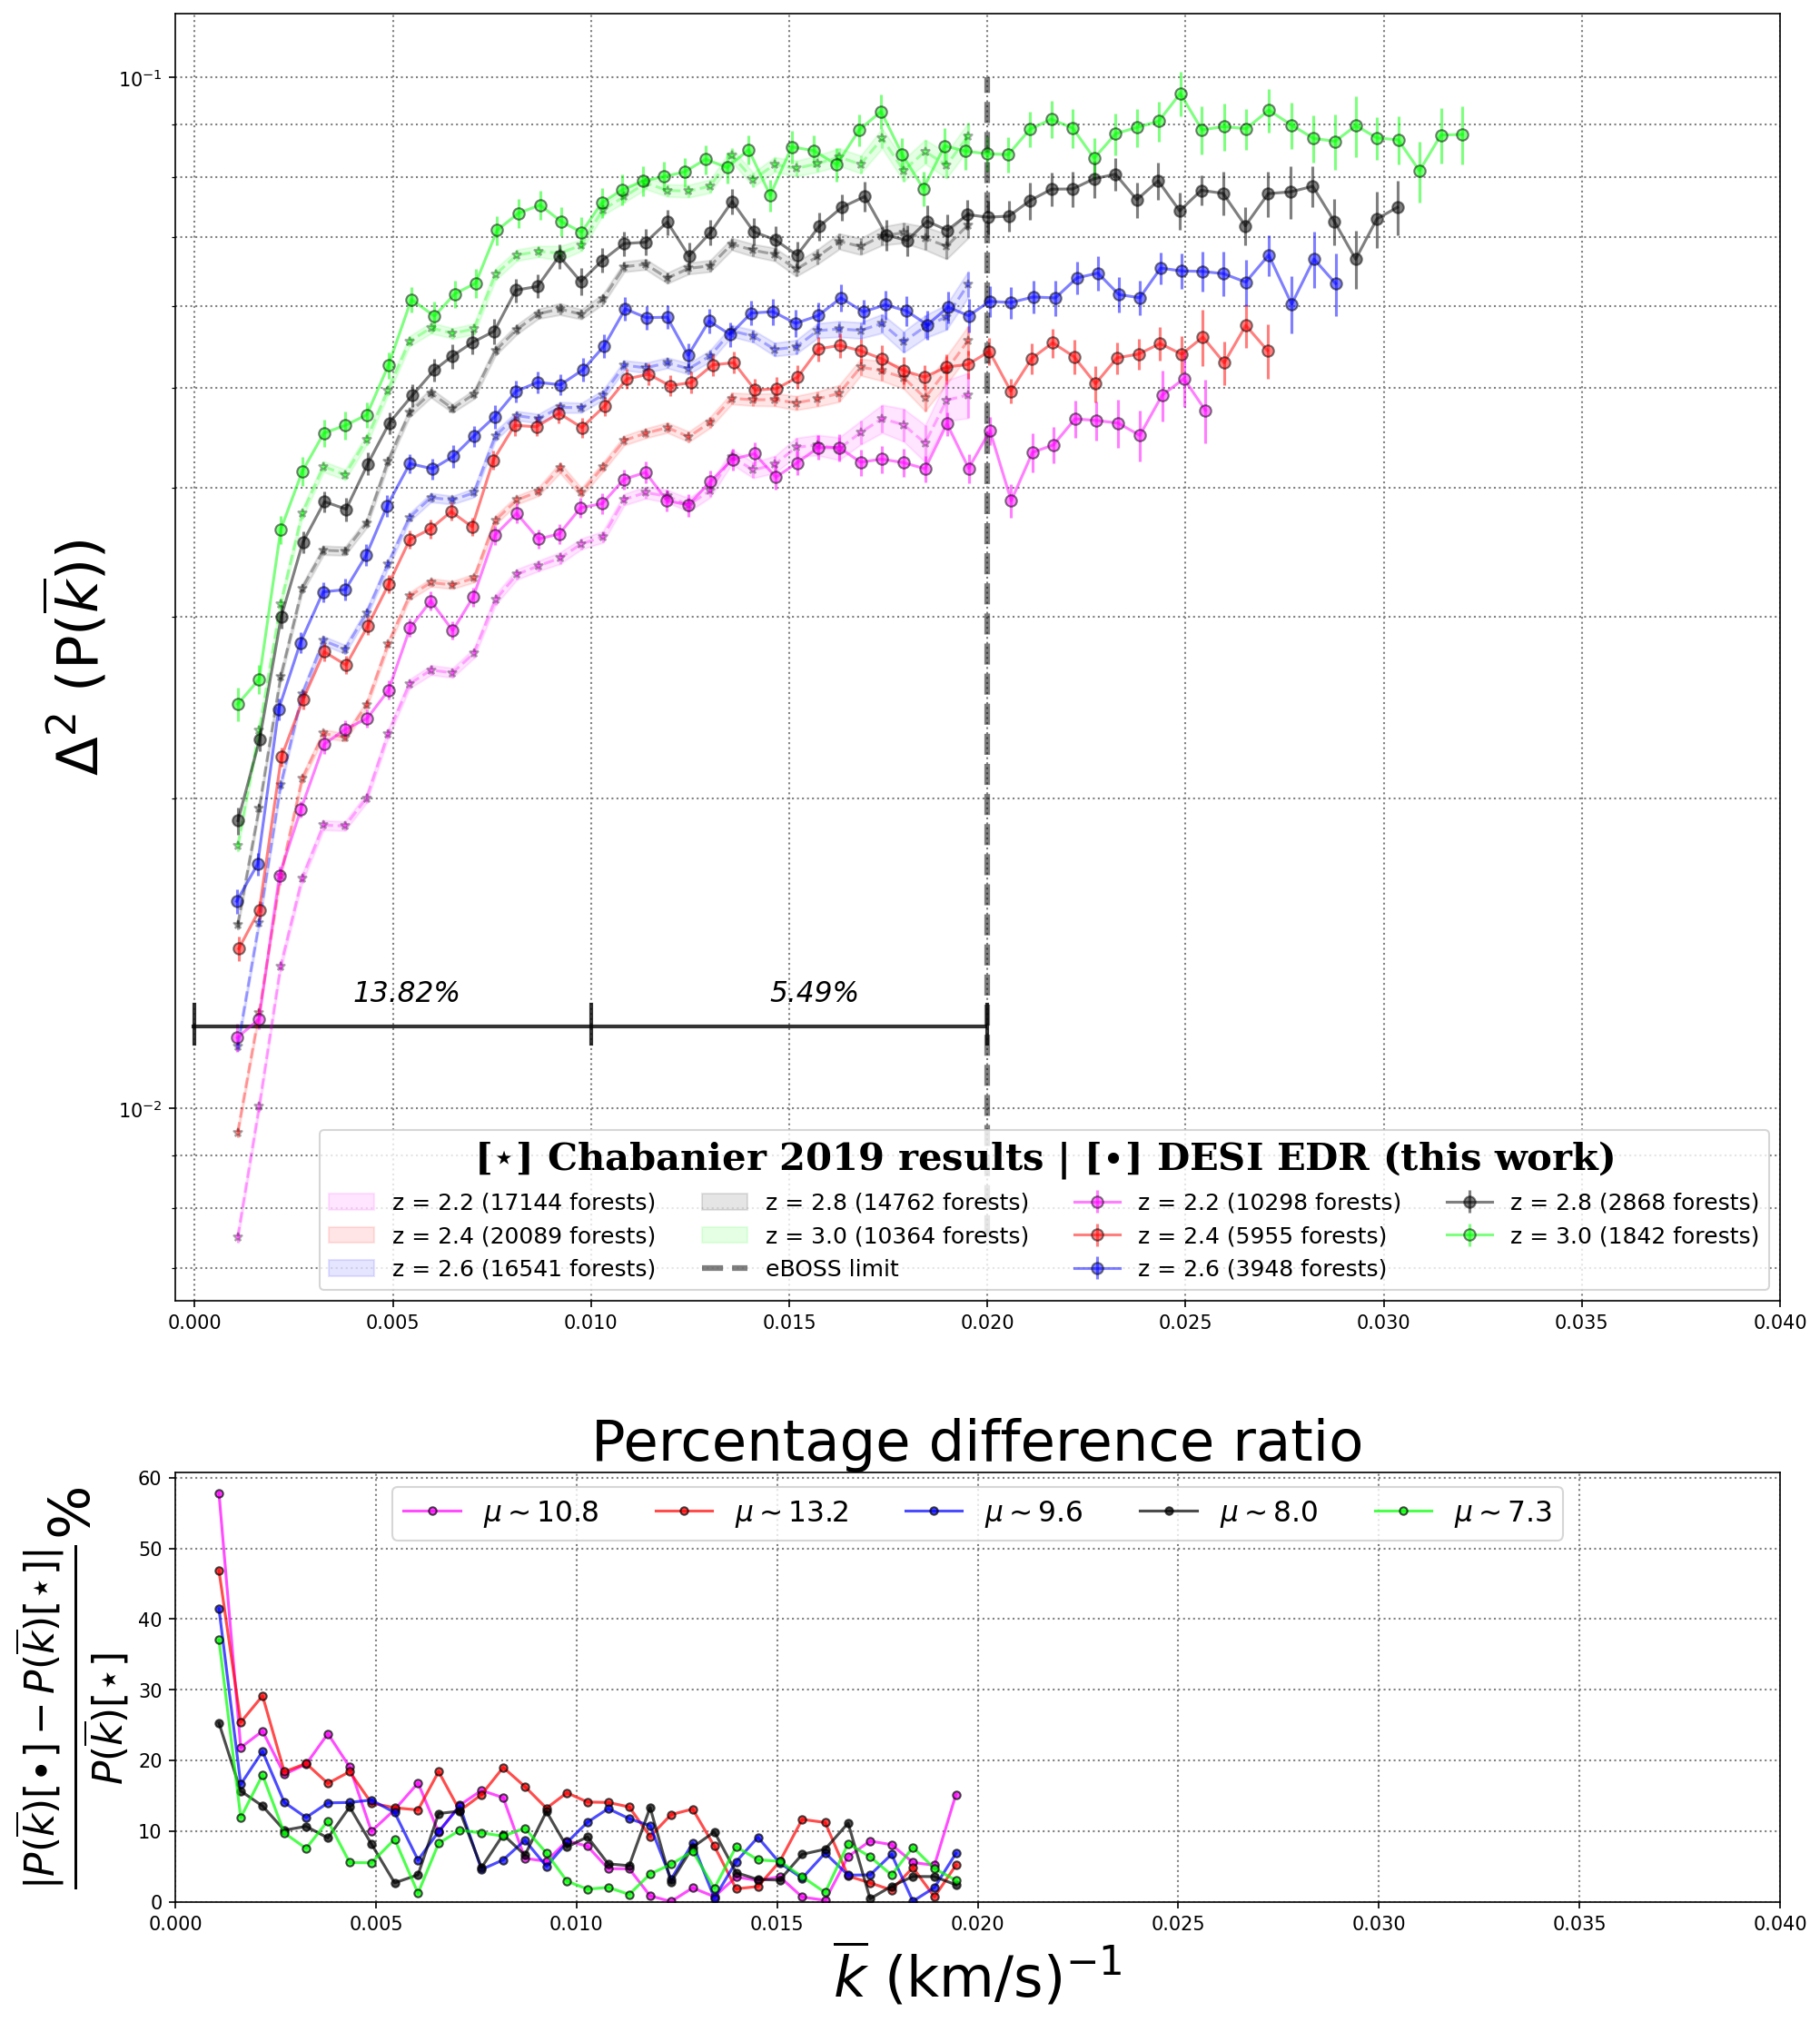 10⁻¹
10⁻²
Δ² (P(k̅))
13.82%
5.49%
[⋆] Chabanier 2019 results | [•] DESI EDR (this work)
z = 2.2 (17144 forests) z = 2.8 (14762 forests) z = 2.2 (10298 forests) z = 2.8 (2868 forests)
z = 2.4 (20089 forests) z = 3.0 (10364 forests) z = 2.4 (5955 forests) z = 3.0 (1842 forests)
z = 2.6 (16541 forests) eBOSS limit z = 2.6 (3948 forests)
0.000 0.005 0.010 0.015 0.020 0.025 0.030 0.035 0.040
Percentage difference ratio
60
50
40
30
20
10
0
|P(k̅)[•] − P(k̅)[⋆]| %
P(k̅)[⋆]
μ ∼ 10.8 μ ∼ 13.2 μ ∼ 9.6 μ ∼ 8.0 μ ∼ 7.3
0.000 0.005 0.010 0.015 0.020 0.025 0.030 0.035 0.040
k̅ (km/s)⁻¹